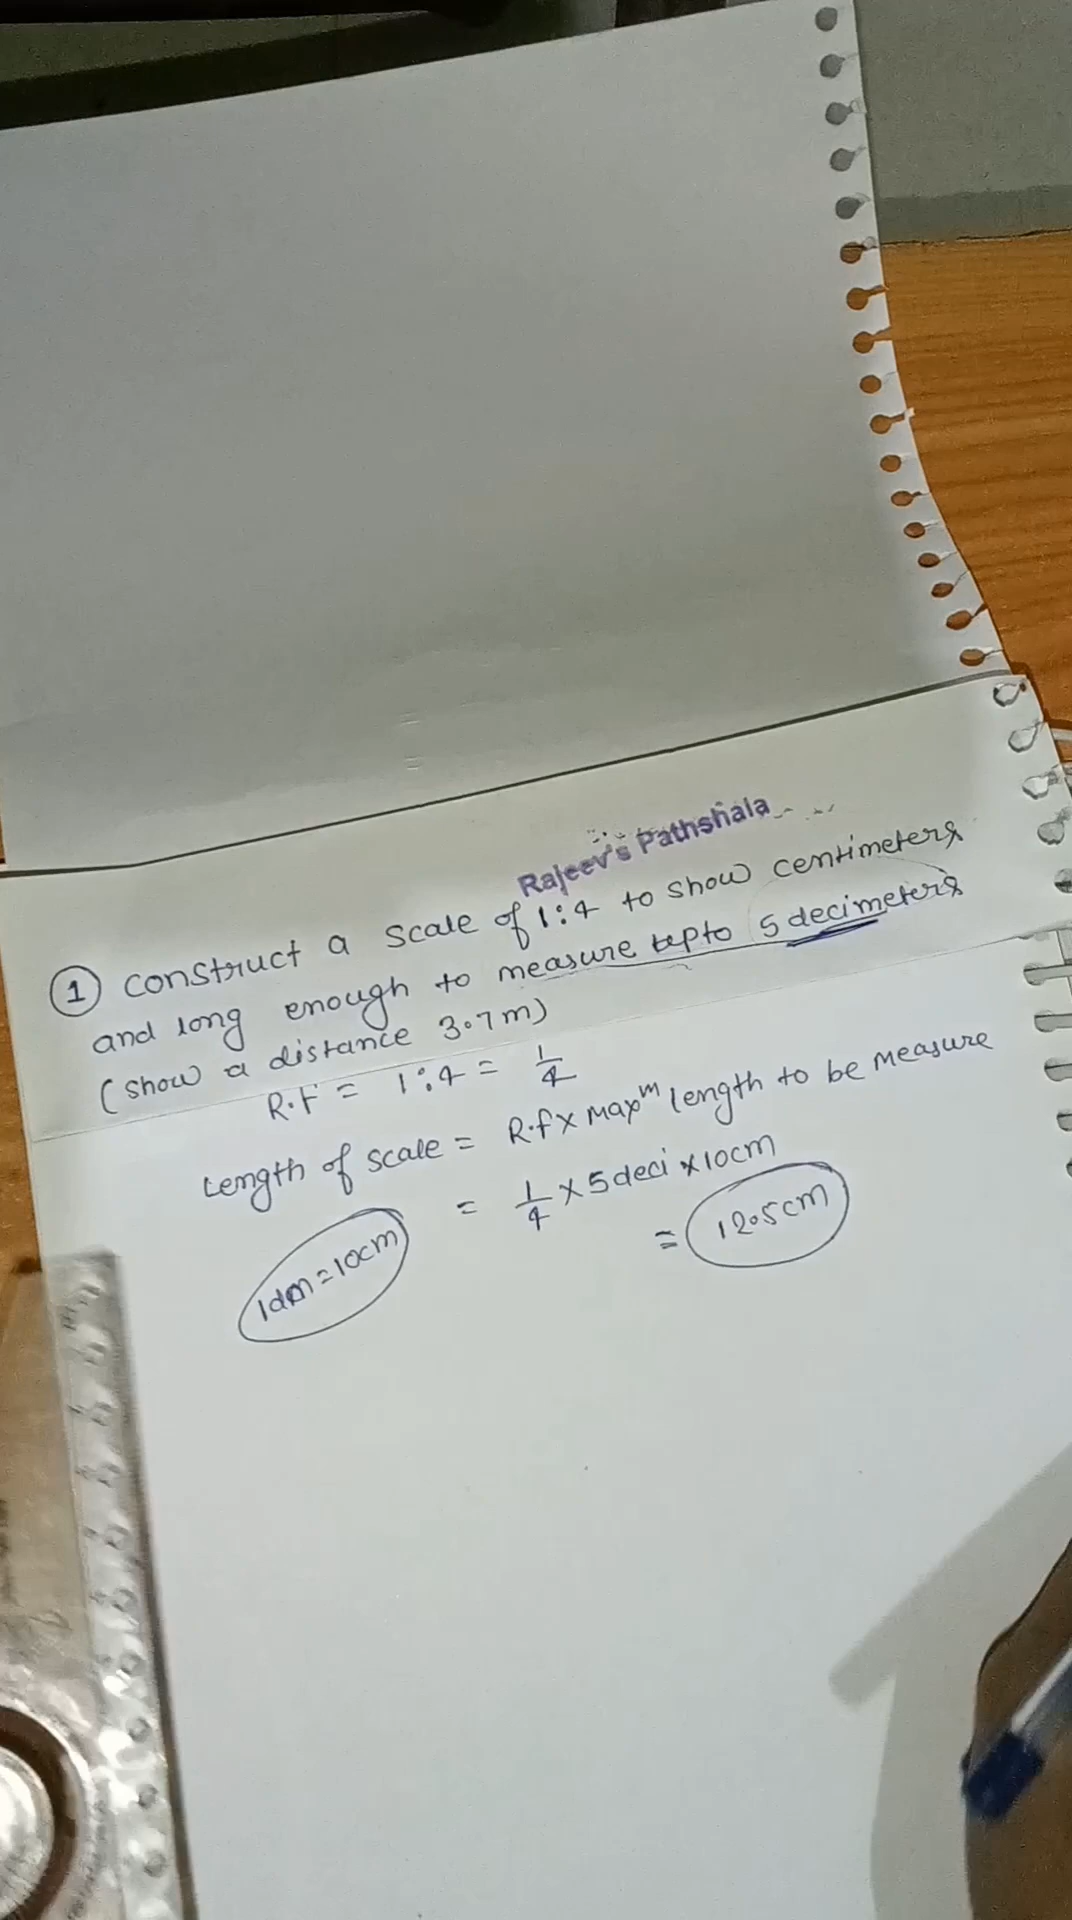 Rajeev's Pathshala
① Construct a scale of 1:4 to show centimeters
and long enough to measure upto 5 decimeters
(show a distance 3.7m)
R.F = 1:4 = 1/4
Length of scale = R.f x maxᵐ length to be measure
= 1/4 x 5deci x 10cm
= 12.5cm
1dm = 10cm